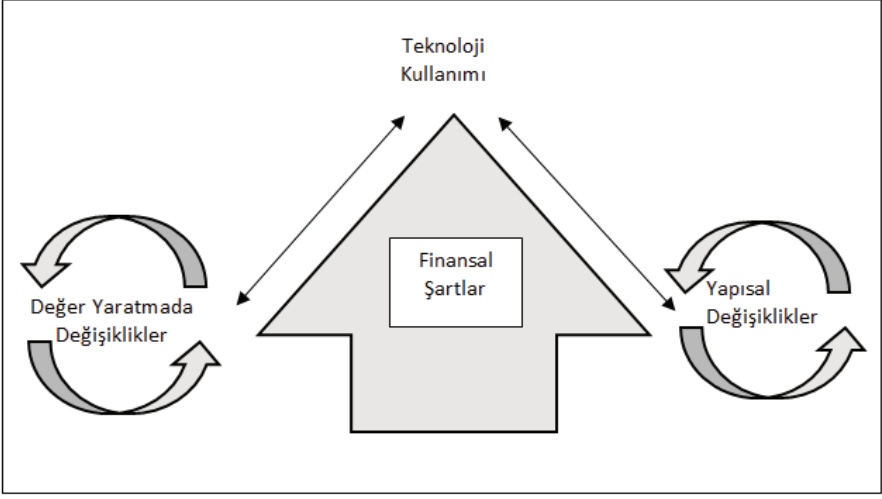 Teknoloji
Kullanımı
Finansal
Şartlar
Değer Yaratmada
Değişiklikler
Yapısal
Değişiklikler